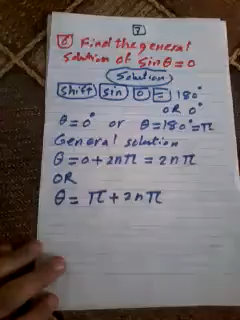 7
6 Find the general
solution of sinθ=0
Solution
shift sin 0 = 180°
OR 0°
θ=0° or θ=180°=π
General solution
θ=0+2nπ=2nπ
OR
θ=π+2nπ